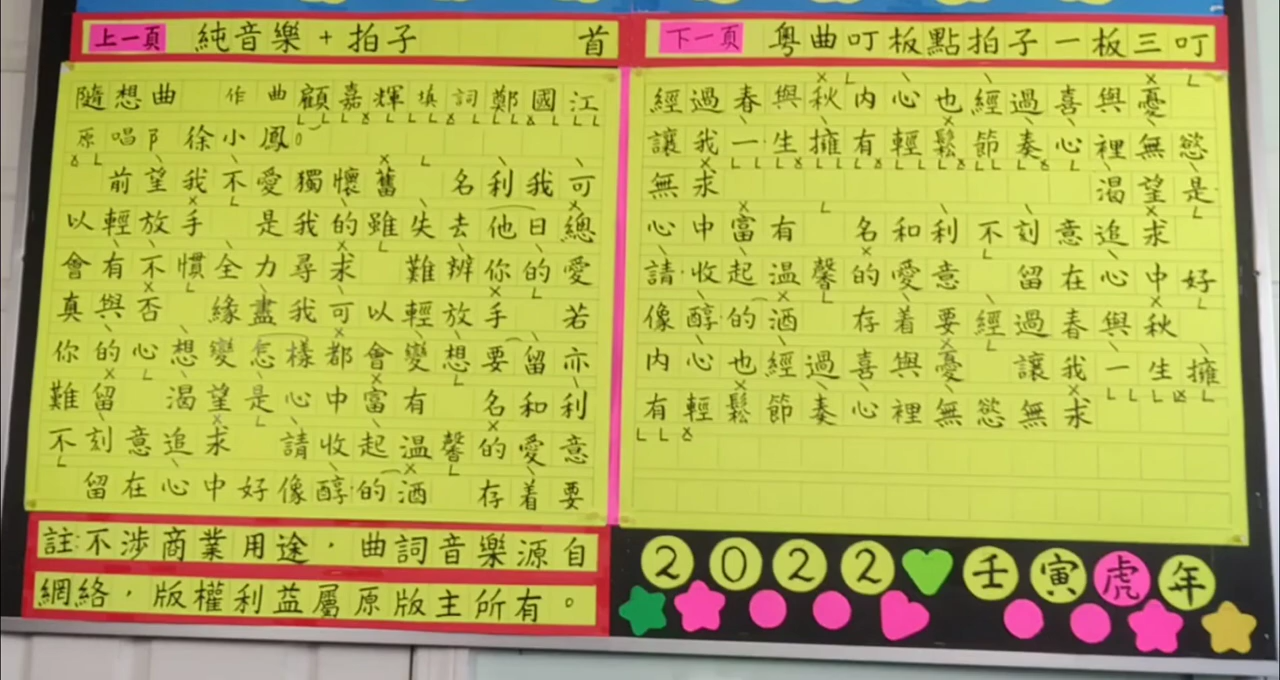 上一頁 純音樂+拍子 首
隨想曲 作曲顧嘉輝填詞鄭國江
原唱 徐小鳳。
前望我不愛獨懷舊 名利我可
以輕放手 是我的雖失去他日總
會有不慣全力尋求 難辨你的愛
真與否 緣盡我可以輕放手 若
你的心想變怎樣都會變想要留亦
難留 渴望是心中富有 名和利
不刻意追求 請收起温馨的愛意
留在心中好像醇的酒 存着要
註:不涉商業用途,曲詞音樂源自
網絡,版權利益屬原版主所有。
下一頁 粵曲叮板點拍子一板三叮
經過春與秋内心也經過喜與憂
讓我一生擁有輕鬆節奏心裡無慾
無求 渴望是
心中富有 名和利 不刻意追求
請收起温馨的愛意 留在心中好
像醇的酒 存着要經過春與秋
内心也經過喜與憂 讓我一生擁
有輕鬆節奏心裡無慾無求
2022壬寅虎年